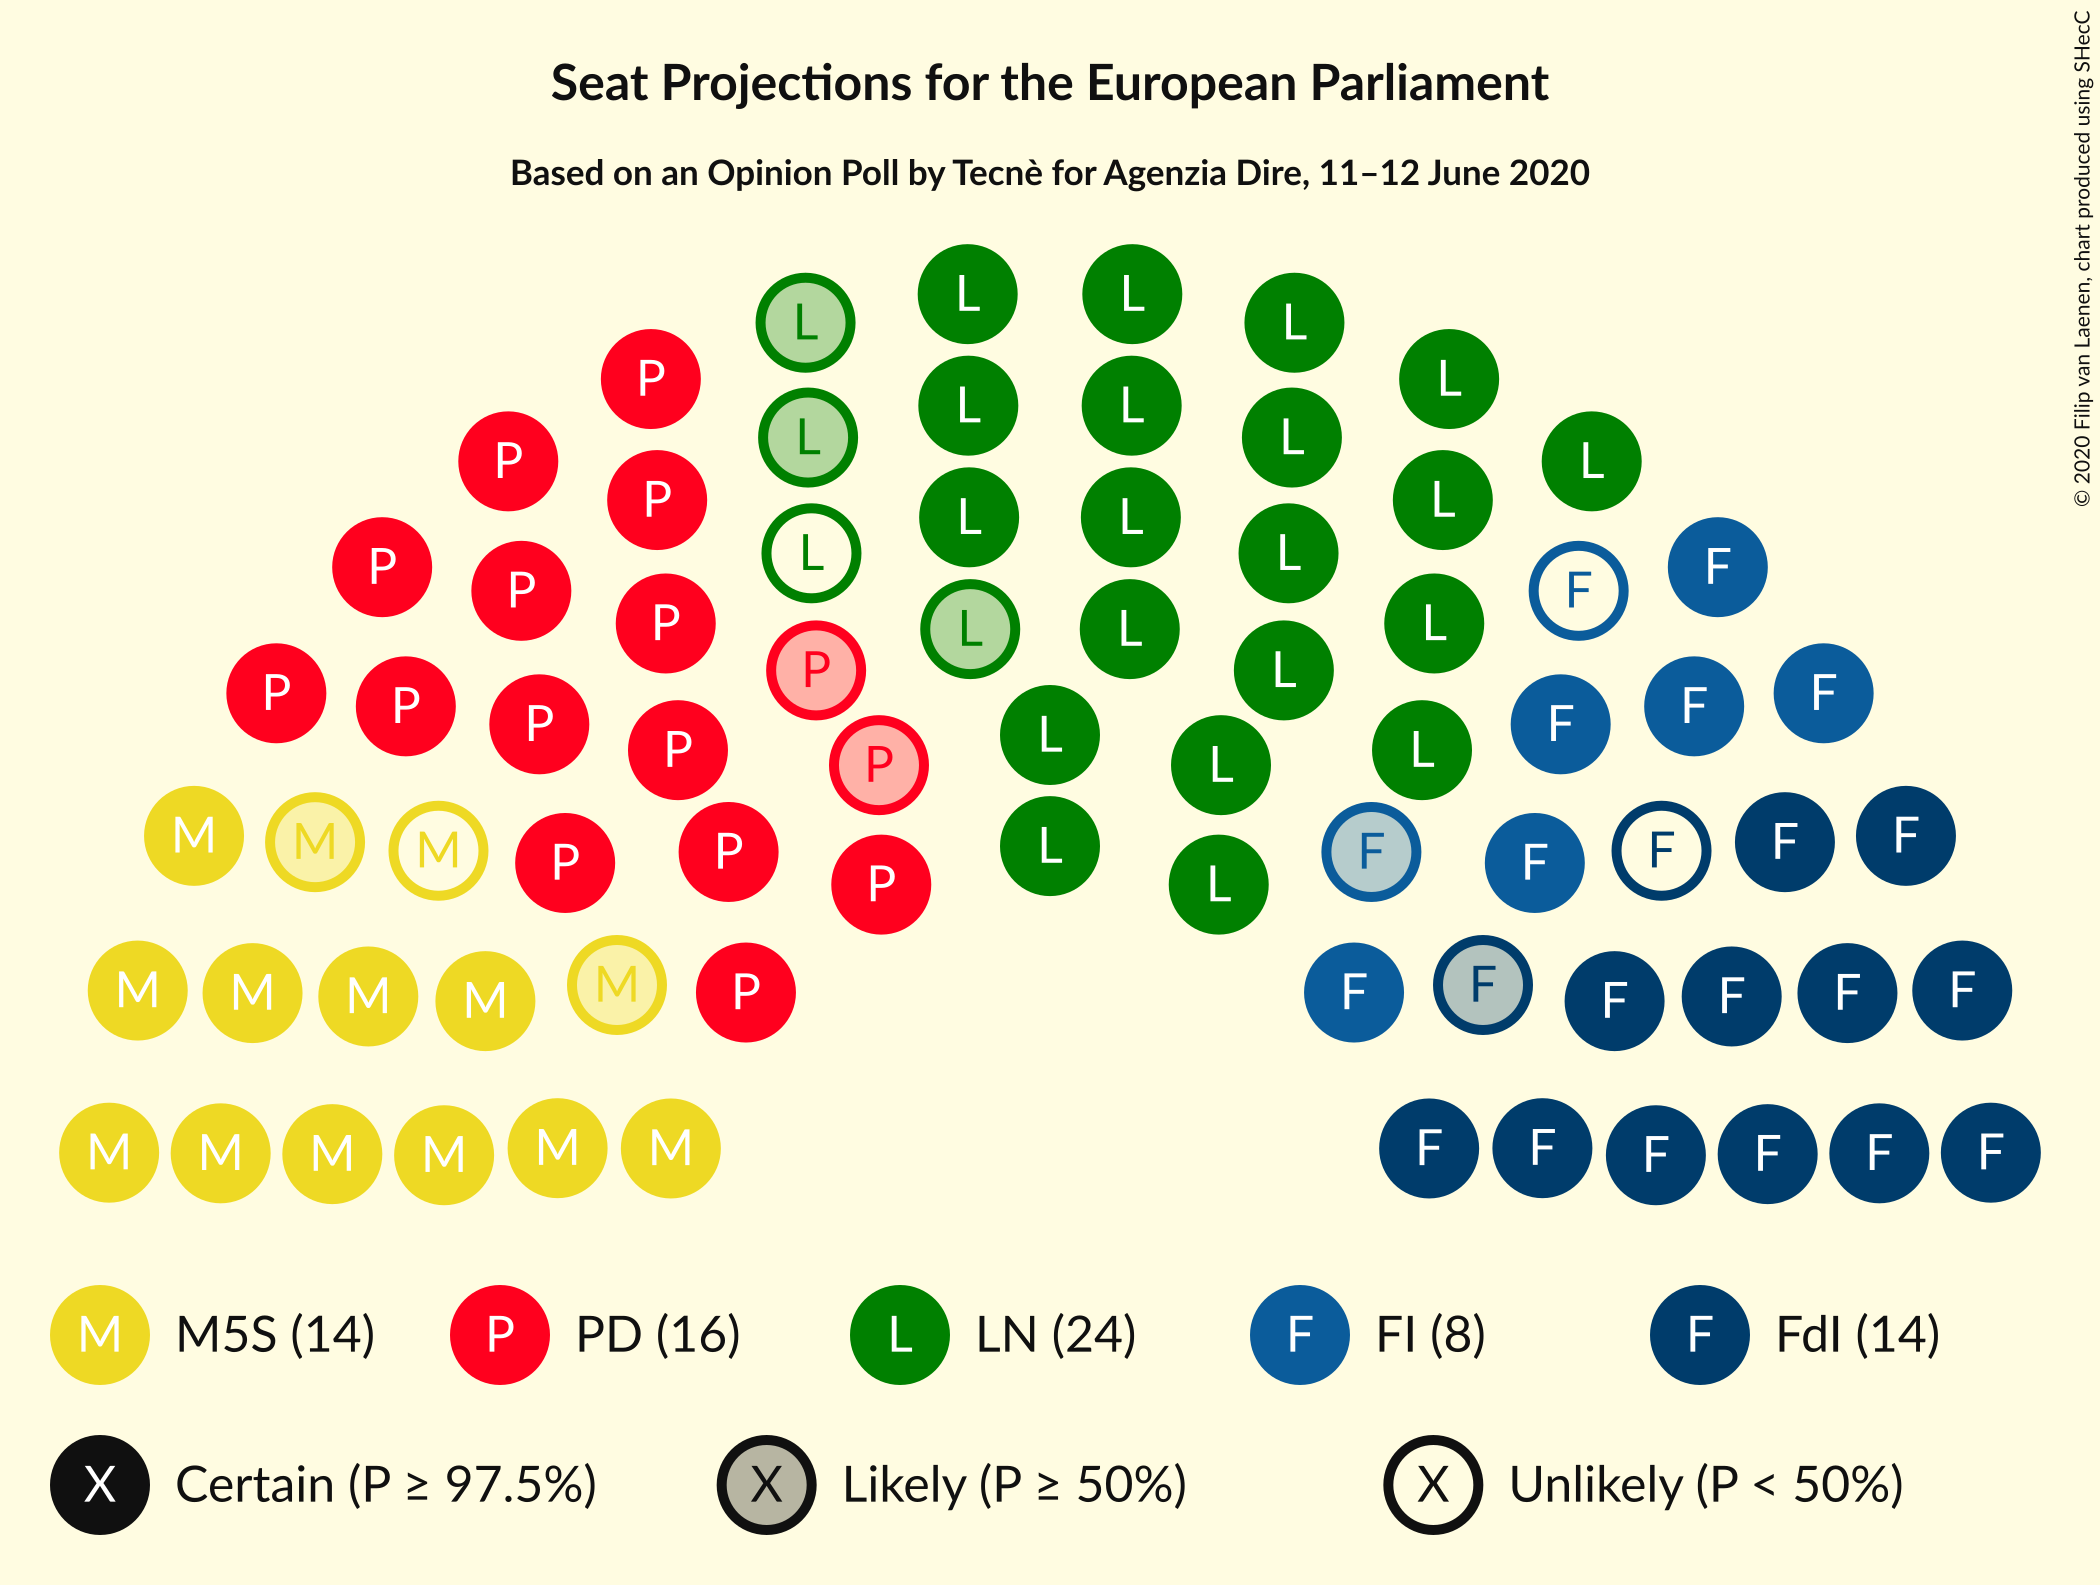 Seat Projections for the European Parliament
Based on an Opinion Poll by Tecnè for Agenzia Dire, 11–12 June 2020
© 2020 Filip van Laenen, chart produced using SHecC
L L
L L
P L
L L
L L
P L
P L
P L
L L
L L
P F
P F
L L
P L
L L
P F
P L
P F
P F
P F
P L
L
P L
M F
M F
M F
P F
P F
L
P L
M F
M F
M F
M F
M F
P F
M M M M M M F F F F F F
M M5S (14) P PD (16) L LN (24) F FI (8) F FdI (14)
X Certain (P ≥ 97.5%) X Likely (P ≥ 50%) X Unlikely (P < 50%)